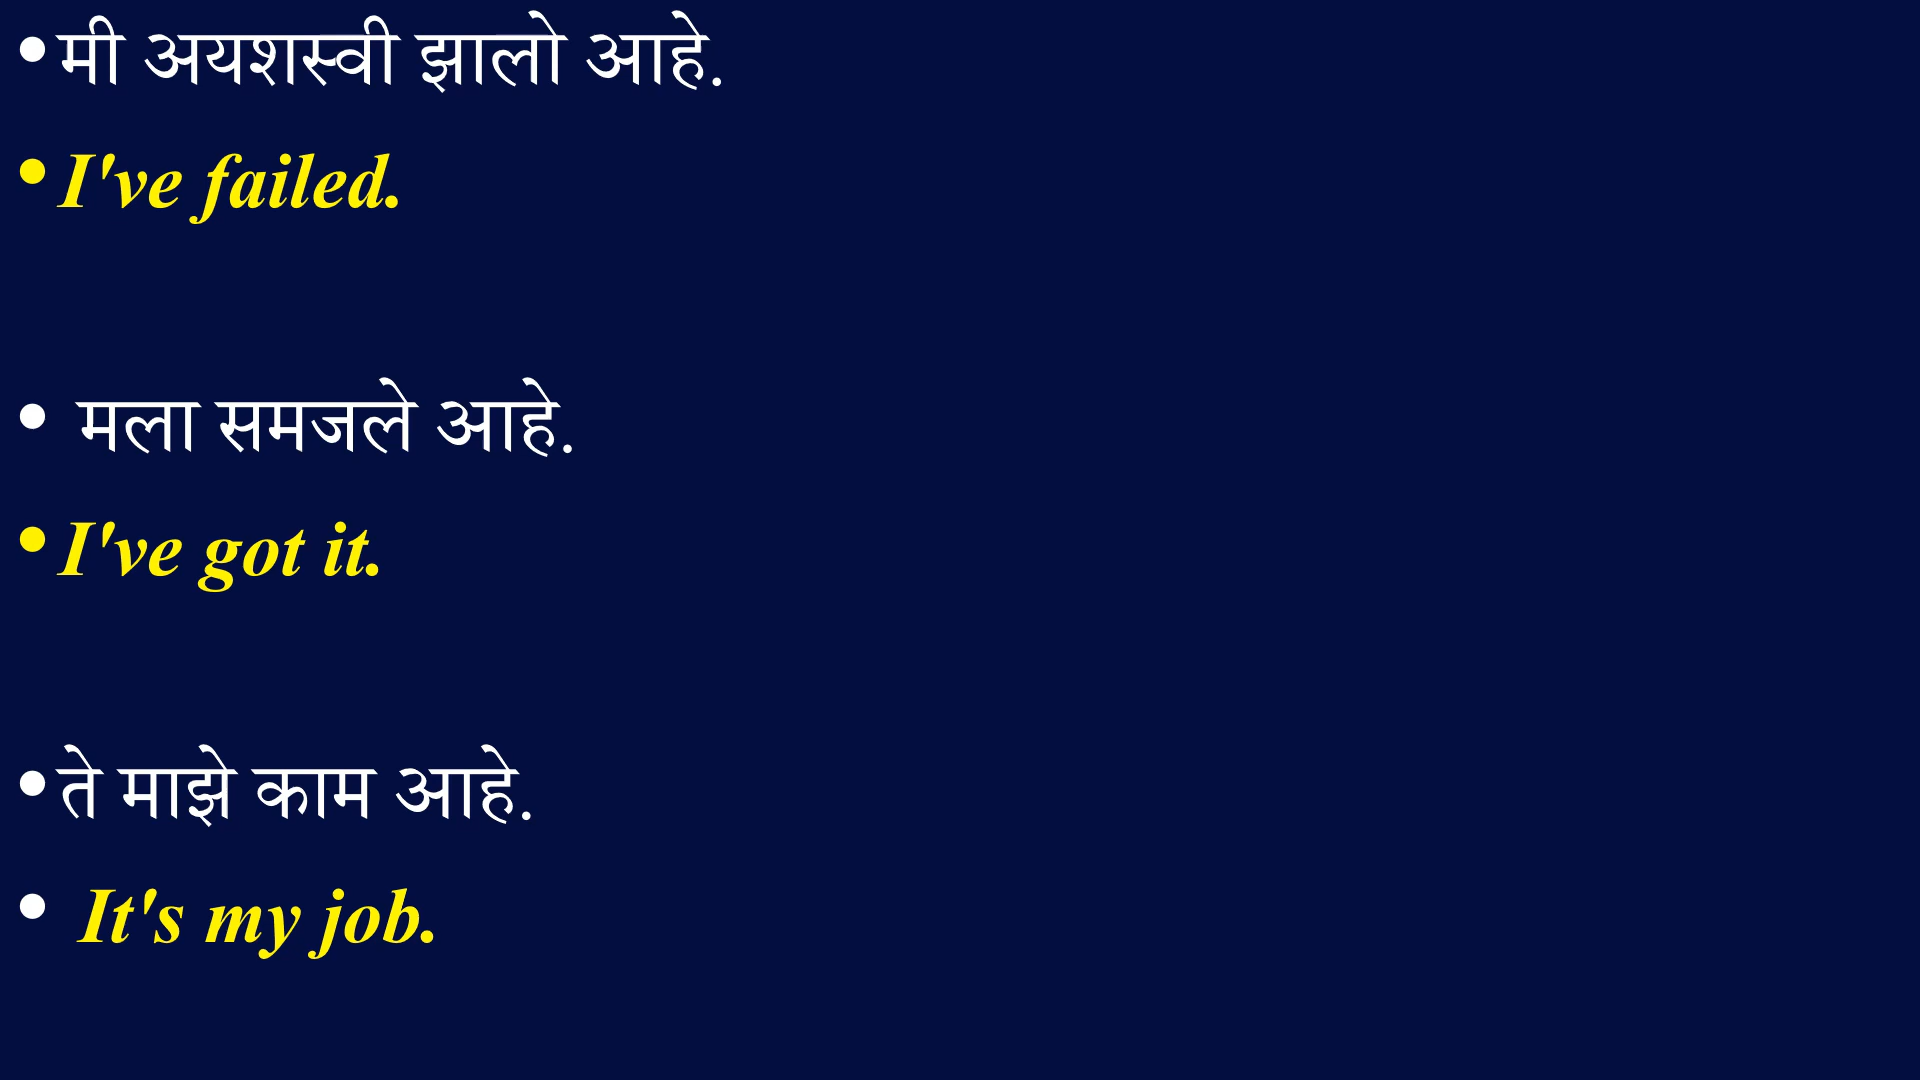 • मी अयशस्वी झालो आहे.
• I've failed.
• मला समजले आहे.
• I've got it.
• ते माझे काम आहे.
• It's my job.